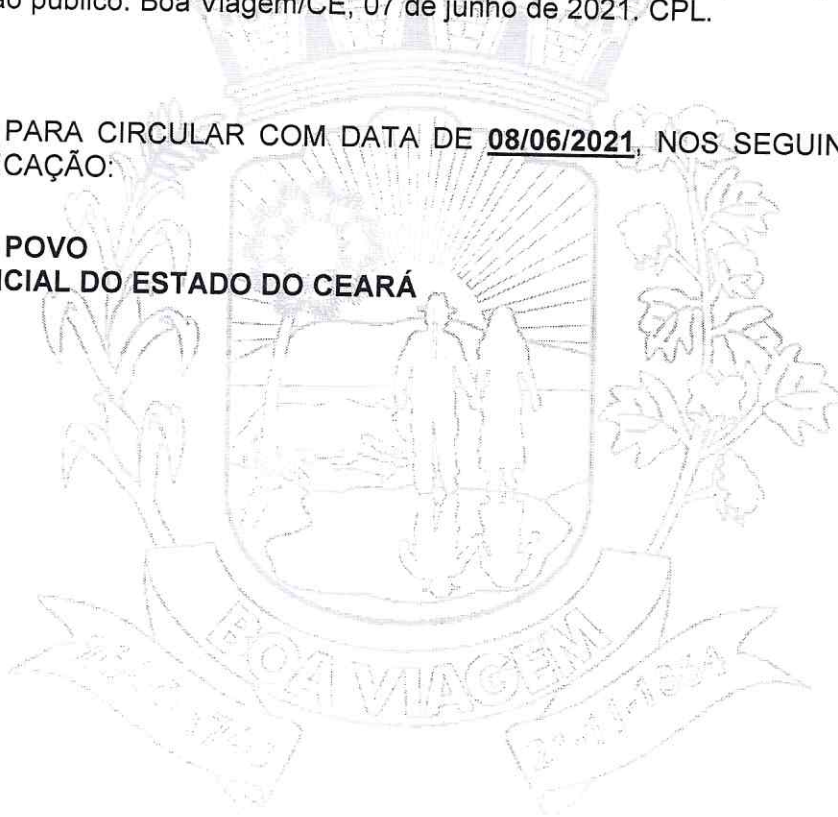 ao público. Boa Viagem/CE, 07 de junho de 2021. CPL.
PARA CIRCULAR COM DATA DE 08/06/2021, NOS SEGUIN
CAÇÃO:
POVO
ICIAL DO ESTADO DO CEARÁ
BOA VIAGEM